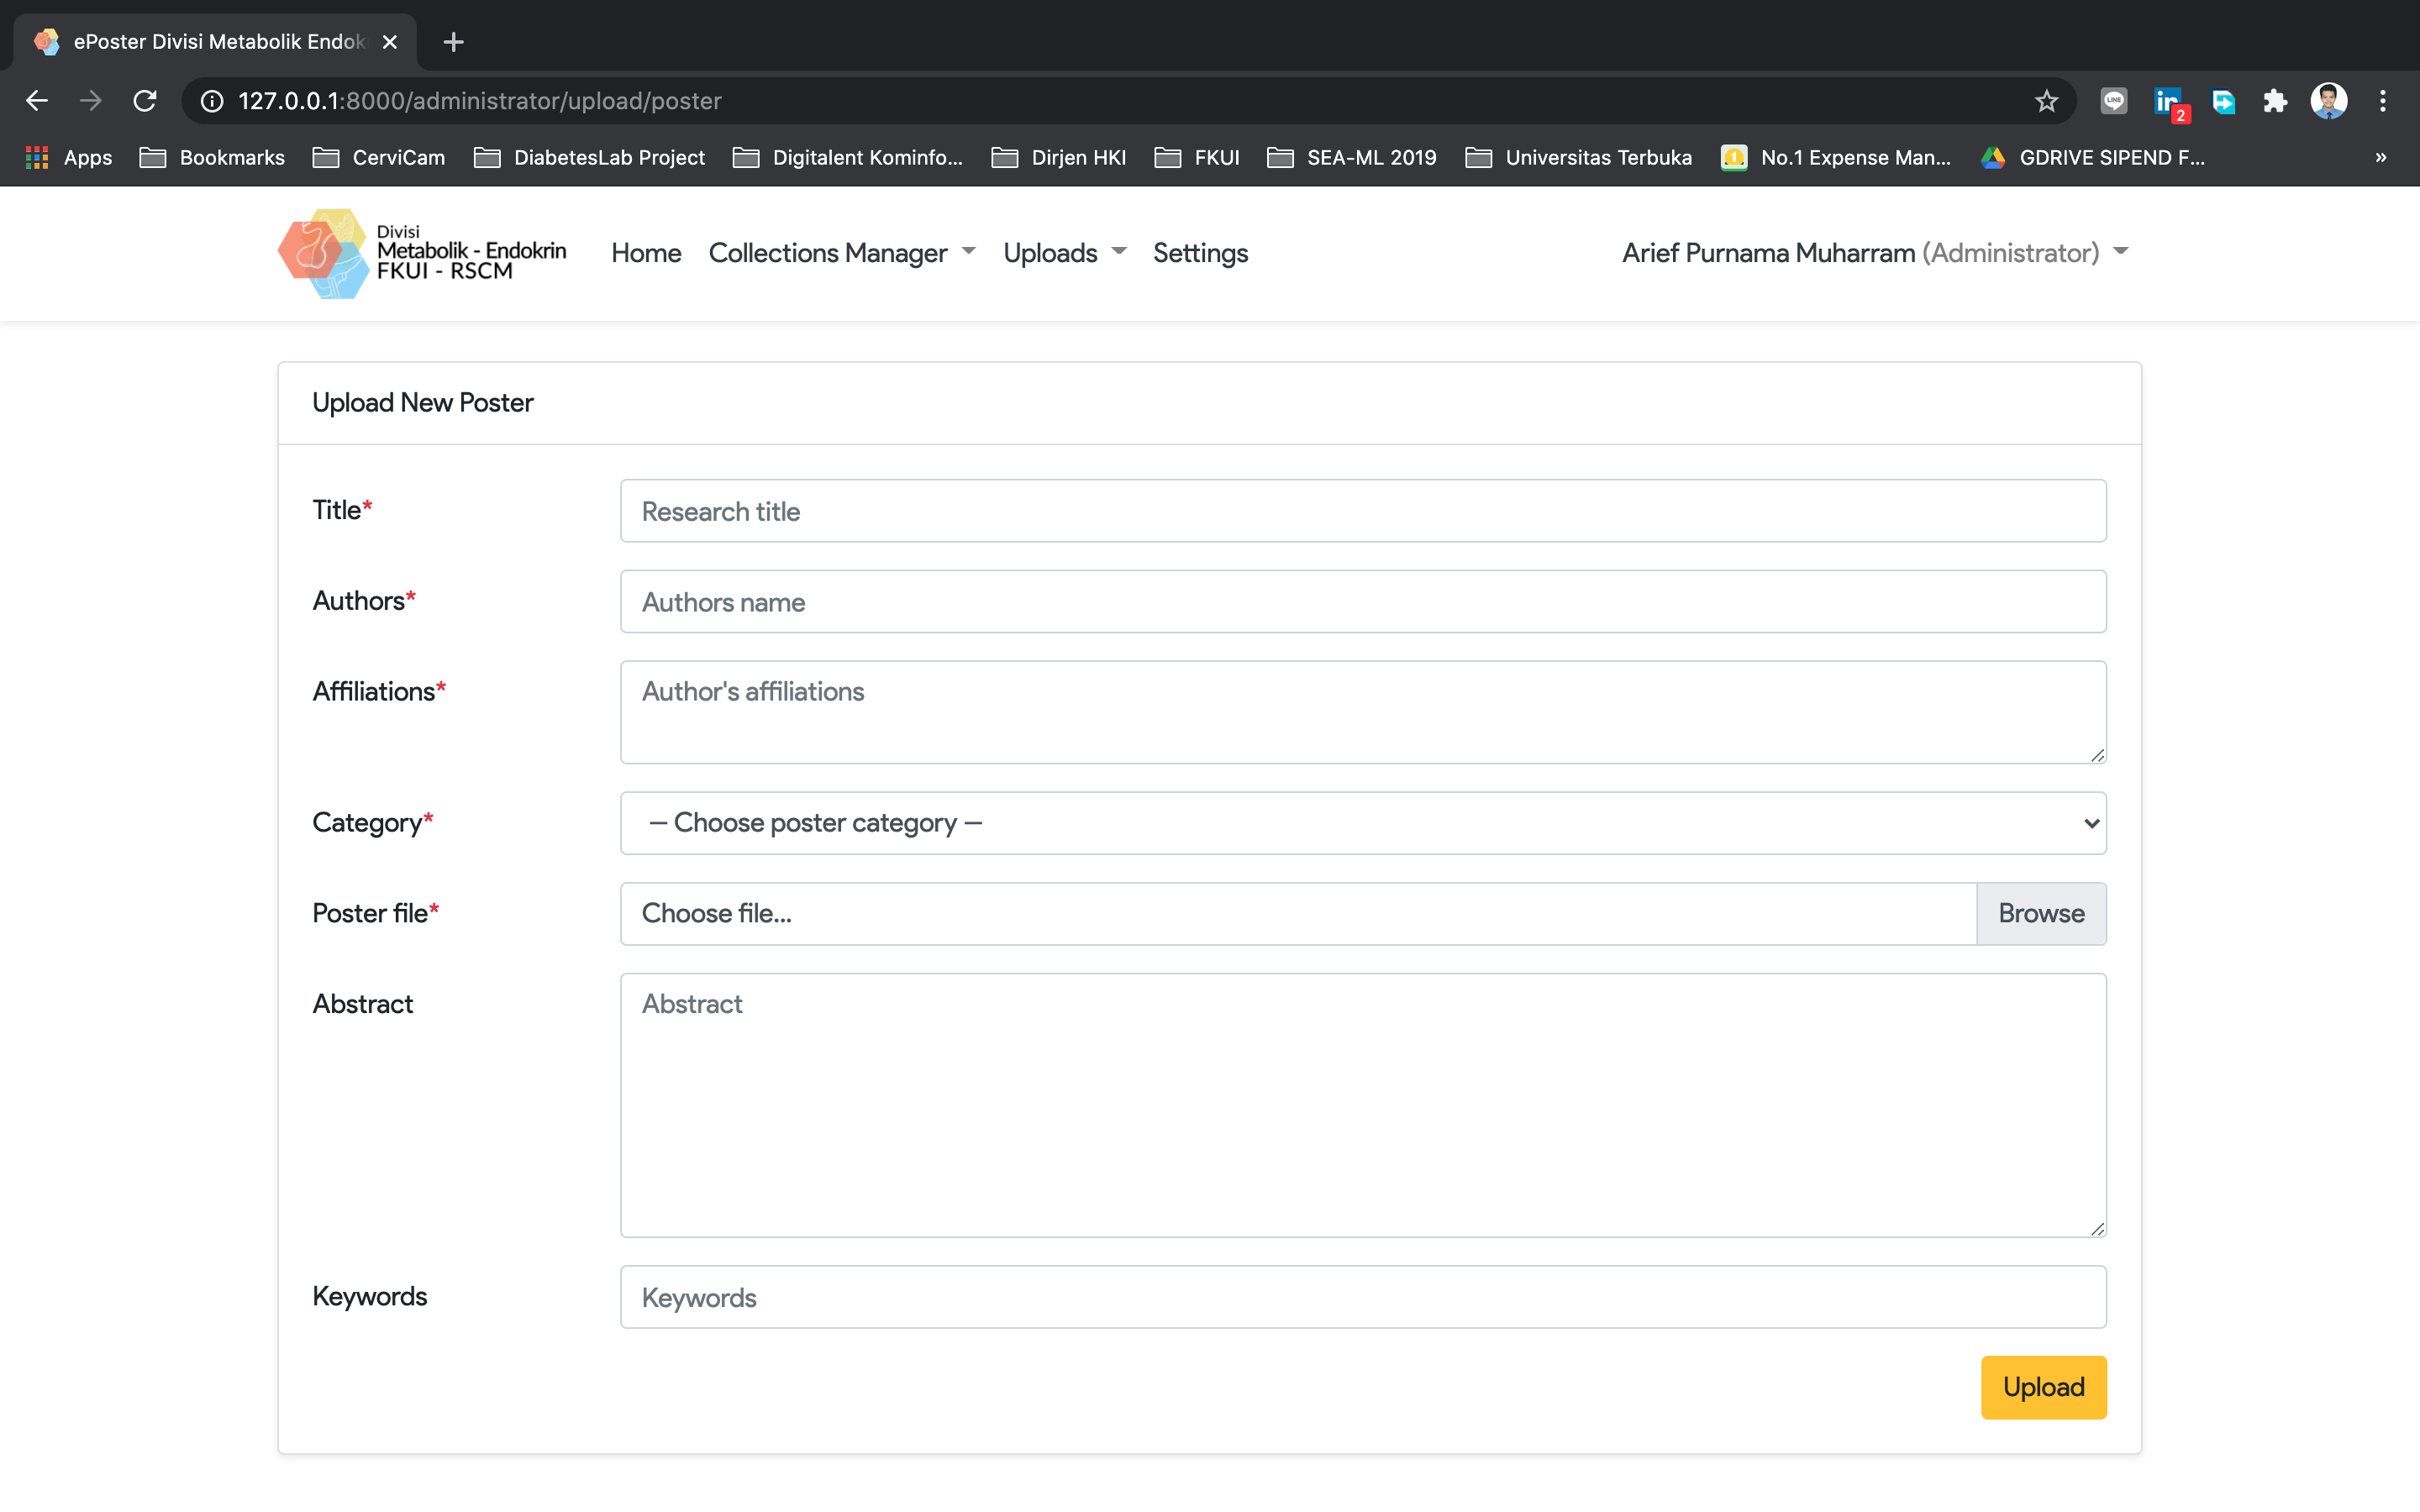 ePoster Divisi Metabolik Endok
127.0.0.1:8000/administrator/upload/poster
LINE
in
2
Apps Bookmarks CerviCam DiabetesLab Project Digitalent Kominfo... Dirjen HKI FKUI SEA-ML 2019 Universitas Terbuka No.1 Expense Man... GDRIVE SIPEND F... »
Divisi
Metabolik - Endokrin
FKUI - RSCM
Home Collections Manager Uploads Settings Arief Purnama Muharram (Administrator)
Upload New Poster
Title* Research title
Authors* Authors name
Affiliations* Author's affiliations
Category* — Choose poster category —
Poster file* Choose file... Browse
Abstract Abstract
Keywords Keywords
Upload